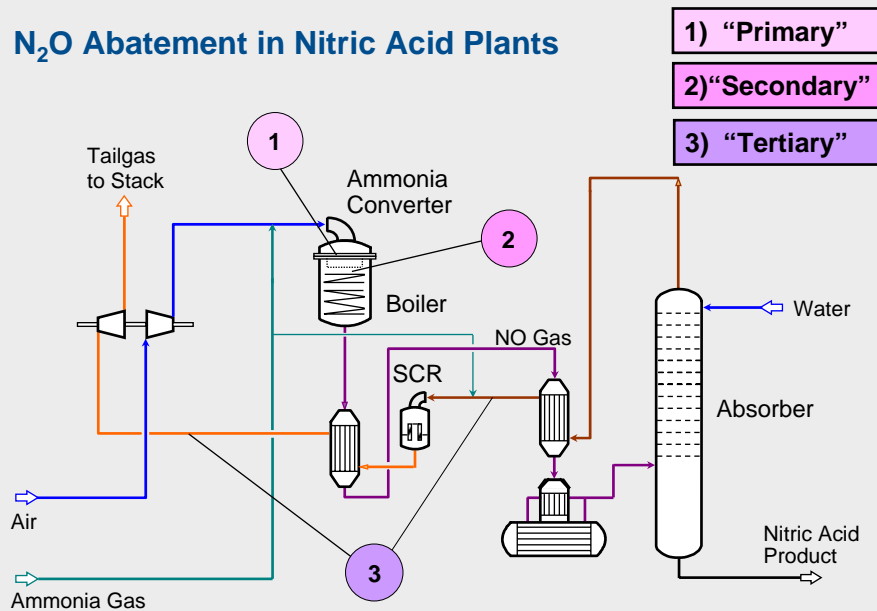 N₂O Abatement in Nitric Acid Plants
1) “Primary”
2)“Secondary”
3) “Tertiary”
1
Tailgas
to Stack
Ammonia
Converter
2
Boiler
Water
NO Gas
SCR
Absorber
Air
Nitric Acid
Product
3
Ammonia Gas